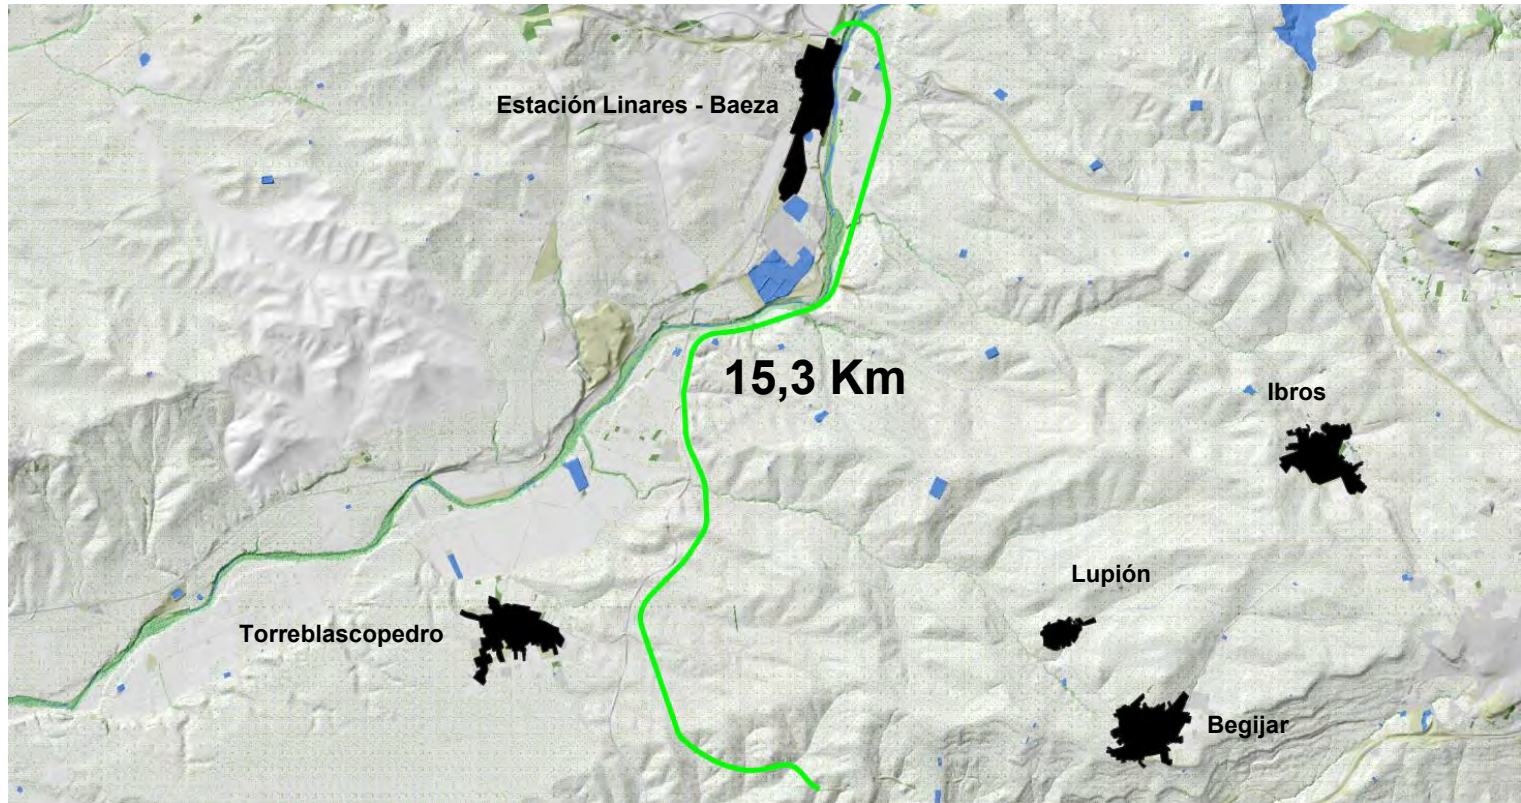 Estación Linares - Baeza
15,3 Km
Ibros
Lupión
Torreblascopedro
Begijar